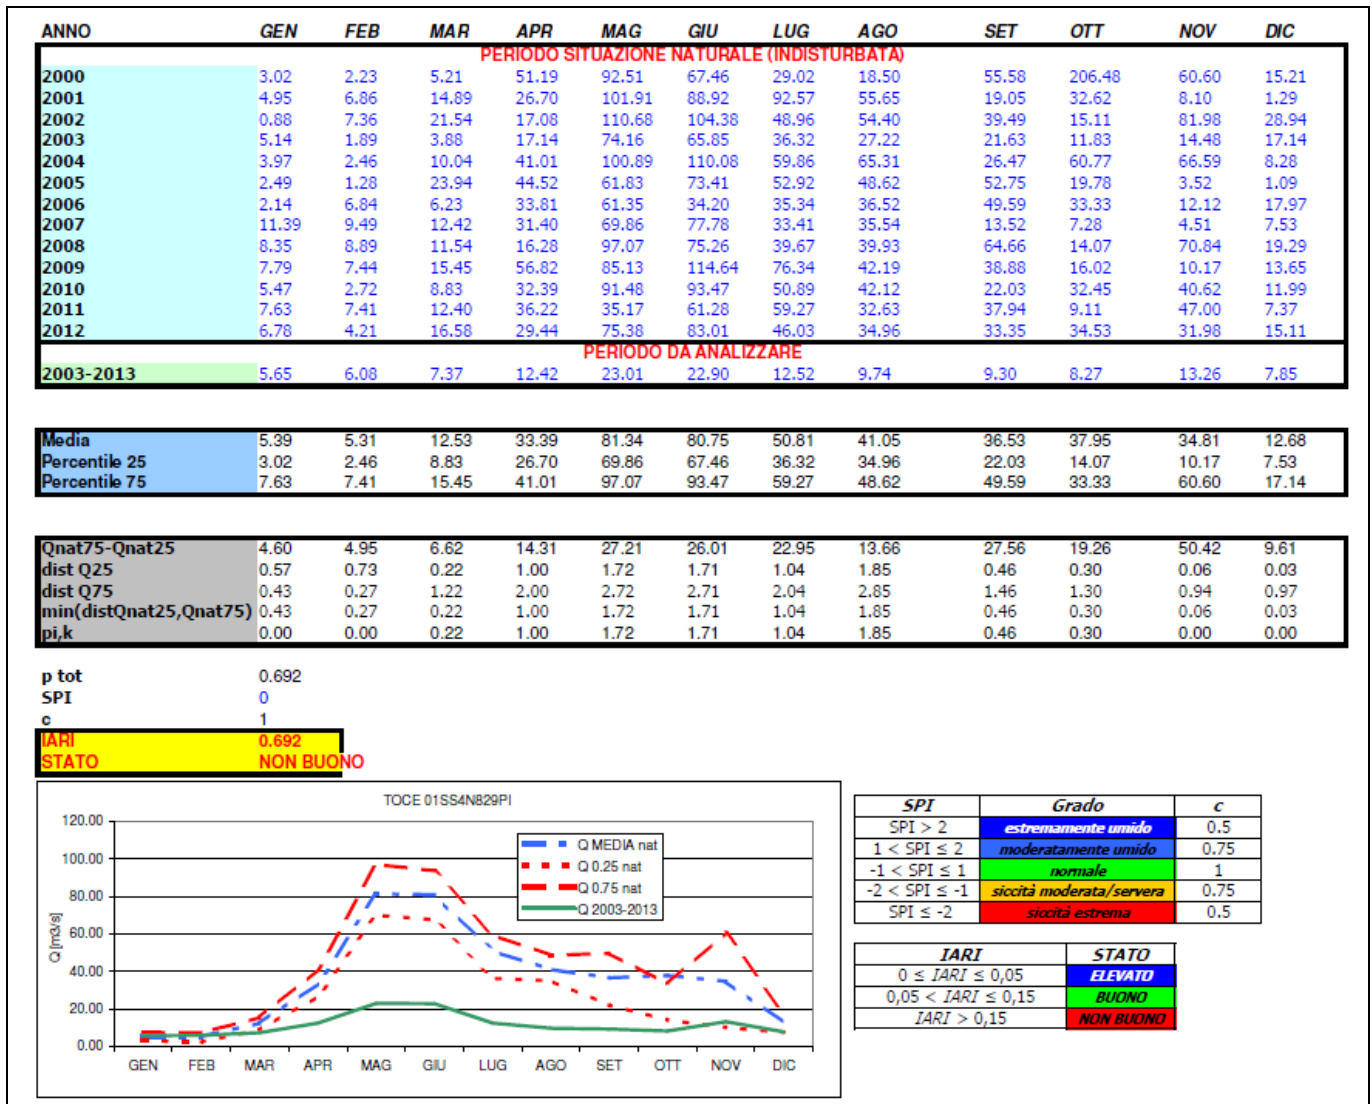 ANNO GEN FEB MAR APR MAG GIU LUG AGO SET OTT NOV DIC
PERIODO SITUAZIONE NATURALE (INDISTURBATA)
2000 3.02 2.23 5.21 51.19 92.51 67.46 29.02 18.50 55.58 206.48 60.60 15.21
2001 4.95 6.86 14.89 26.70 101.91 88.92 92.57 55.65 19.05 32.62 8.10 1.29
2002 0.88 7.36 21.54 17.08 110.68 104.38 48.96 54.40 39.49 15.11 81.98 28.94
2003 5.14 1.89 3.88 17.14 74.16 65.85 36.32 27.22 21.63 11.83 14.48 17.14
2004 3.97 2.46 10.04 41.01 100.89 110.08 59.86 65.31 26.47 60.77 66.59 8.28
2005 2.49 1.28 23.94 44.52 61.83 73.41 52.92 48.62 52.75 19.78 3.52 1.09
2006 2.14 6.84 6.23 33.81 61.35 34.20 35.34 36.52 49.59 33.33 12.12 17.97
2007 11.39 9.49 12.42 31.40 69.86 77.78 33.41 35.54 13.52 7.28 4.51 7.53
2008 8.35 8.89 11.54 16.28 97.07 75.26 39.67 39.93 64.66 14.07 70.84 19.29
2009 7.79 7.44 15.45 56.82 85.13 114.64 76.34 42.19 38.88 16.02 10.17 13.65
2010 5.47 2.72 8.83 32.39 91.48 93.47 50.89 42.12 22.03 32.45 40.62 11.99
2011 7.63 7.41 12.40 36.22 35.17 61.28 59.27 32.63 37.94 9.11 47.00 7.37
2012 6.78 4.21 16.58 29.44 75.38 83.01 46.03 34.96 33.35 34.53 31.98 15.11
PERIODO DA ANALIZZARE
2003-2013 5.65 6.08 7.37 12.42 23.01 22.90 12.52 9.74 9.30 8.27 13.26 7.85
Media 5.39 5.31 12.53 33.39 81.34 80.75 50.81 41.05 36.53 37.95 34.81 12.68
Percentile 25 3.02 2.46 8.83 26.70 69.86 67.46 36.32 34.96 22.03 14.07 10.17 7.53
Percentile 75 7.63 7.41 15.45 41.01 97.07 93.47 59.27 48.62 49.59 33.33 60.60 17.14
Qnat75-Qnat25 4.60 4.95 6.62 14.31 27.21 26.01 22.95 13.66 27.56 19.26 50.42 9.61
dist Q25 0.57 0.73 0.22 1.00 1.72 1.71 1.04 1.85 0.46 0.30 0.06 0.03
dist Q75 0.43 0.27 1.22 2.00 2.72 2.71 2.04 2.85 1.46 1.30 0.94 0.97
min(distQnat25,Qnat75) 0.43 0.27 0.22 1.00 1.72 1.71 1.04 1.85 0.46 0.30 0.06 0.03
pi,k 0.00 0.00 0.22 1.00 1.72 1.71 1.04 1.85 0.46 0.30 0.00 0.00
p tot 0.692
SPI 0
c 1
IARI 0.692
STATO NON BUONO
TOCE 01SS4N829PI
120.00
100.00
80.00
60.00
40.00
20.00
0.00
Q [m3/s]
Q MEDIA nat
Q 0.25 nat
Q 0.75 nat
Q 2003-2013
GEN FEB MAR APR MAG GIU LUG AGO SET OTT NOV DIC
SPI Grado c
SPI > 2 estremamente umido 0.5
1 < SPI ≤ 2 moderatamente umido 0.75
-1 < SPI ≤ 1 normale 1
-2 < SPI ≤ -1 siccità moderata/servera 0.75
SPI ≤ -2 siccità estrema 0.5
IARI STATO
0 ≤ IARI ≤ 0,05 ELEVATO
0,05 < IARI ≤ 0,15 BUONO
IARI > 0,15 NON BUONO